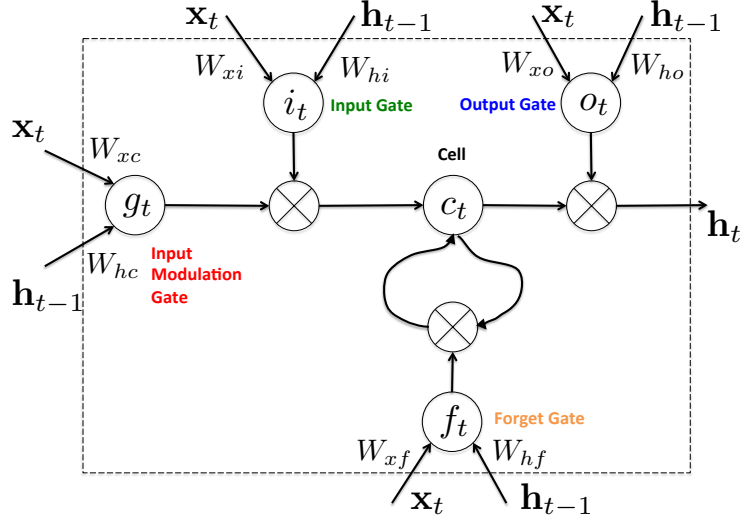 x_t h_{t-1} x_t h_{t-1}
W_{xi} W_{hi} W_{xo} W_{ho}
i_t Input Gate Output Gate o_t
x_t
W_{xc} Cell
g_t c_t
h_t
W_{hc} Input
Modulation
Gate
h_{t-1}
f_t Forget Gate
W_{xf} W_{hf}
x_t h_{t-1}